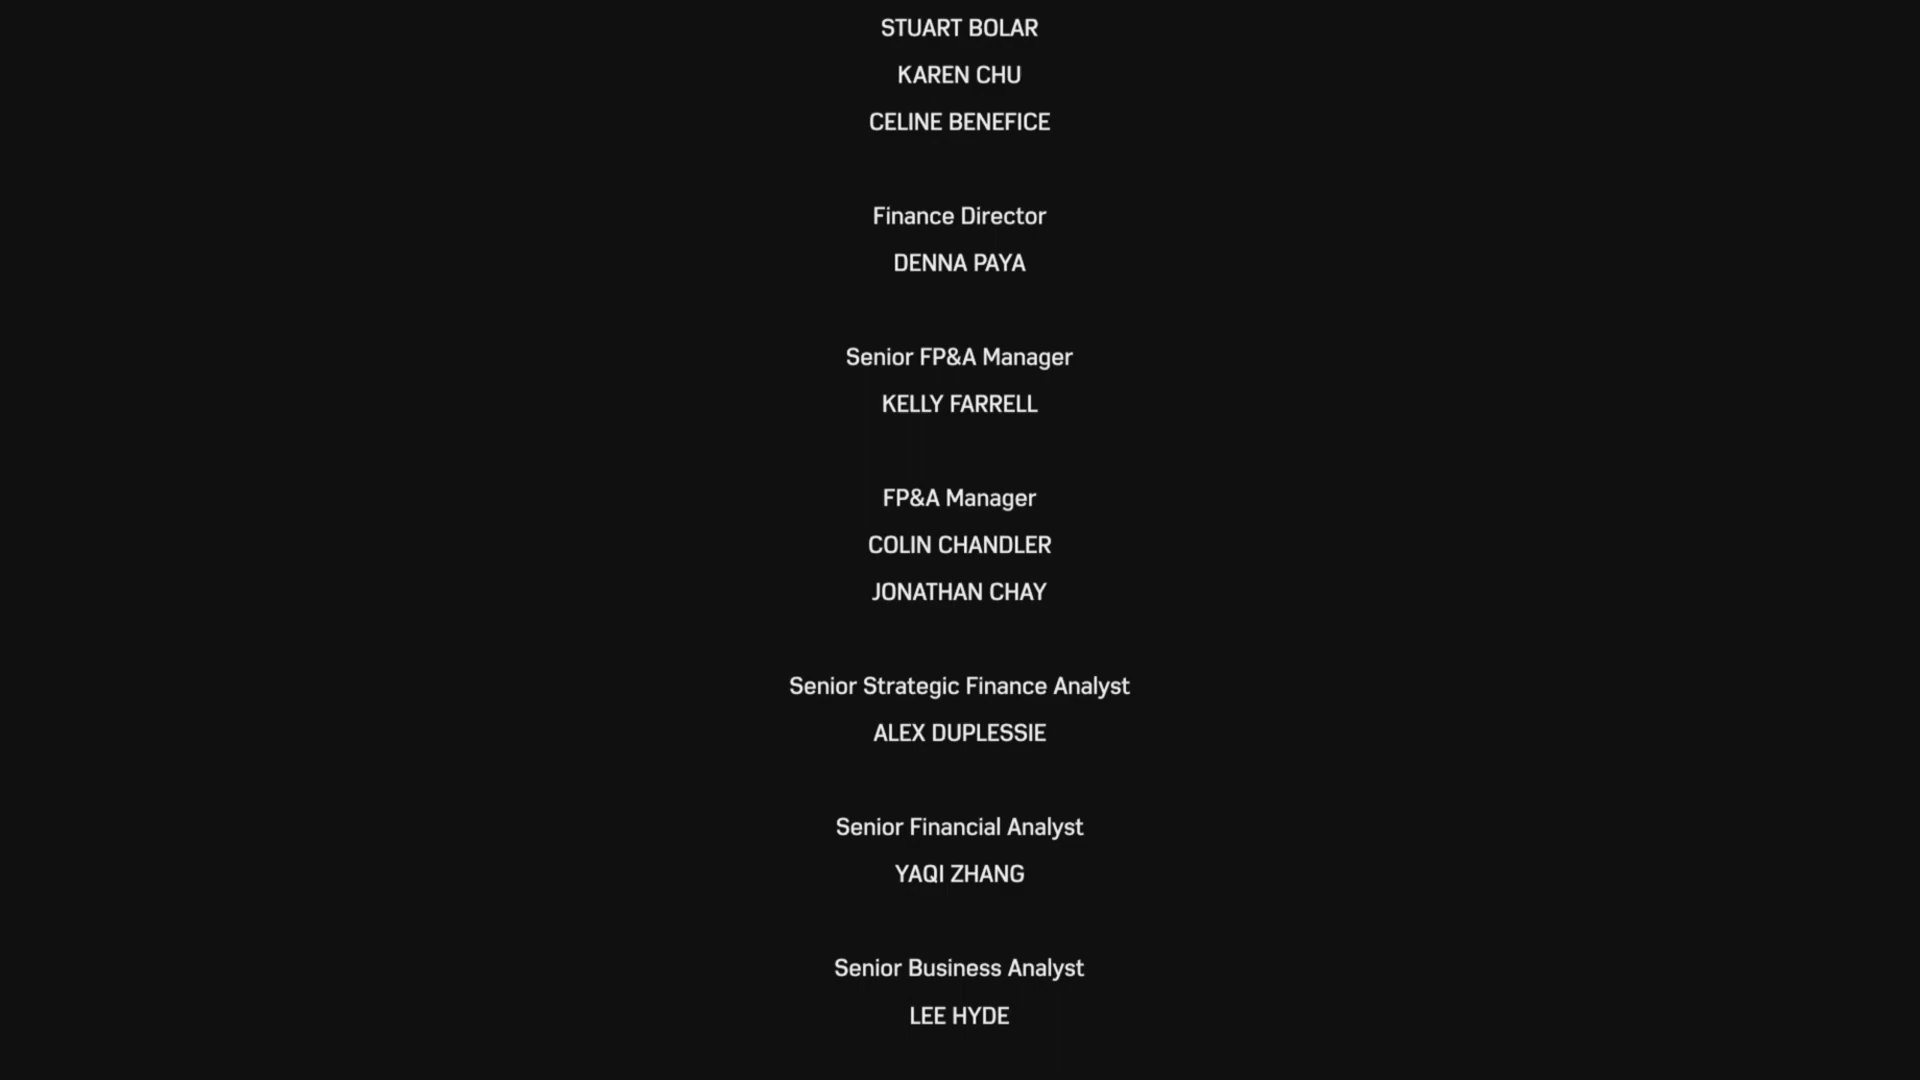 STUART BOLAR
KAREN CHU
CELINE BENEFICE
Finance Director
DENNA PAYA
Senior FP&A Manager
KELLY FARRELL
FP&A Manager
COLIN CHANDLER
JONATHAN CHAY
Senior Strategic Finance Analyst
ALEX DUPLESSIE
Senior Financial Analyst
YAQI ZHANG
Senior Business Analyst
LEE HYDE